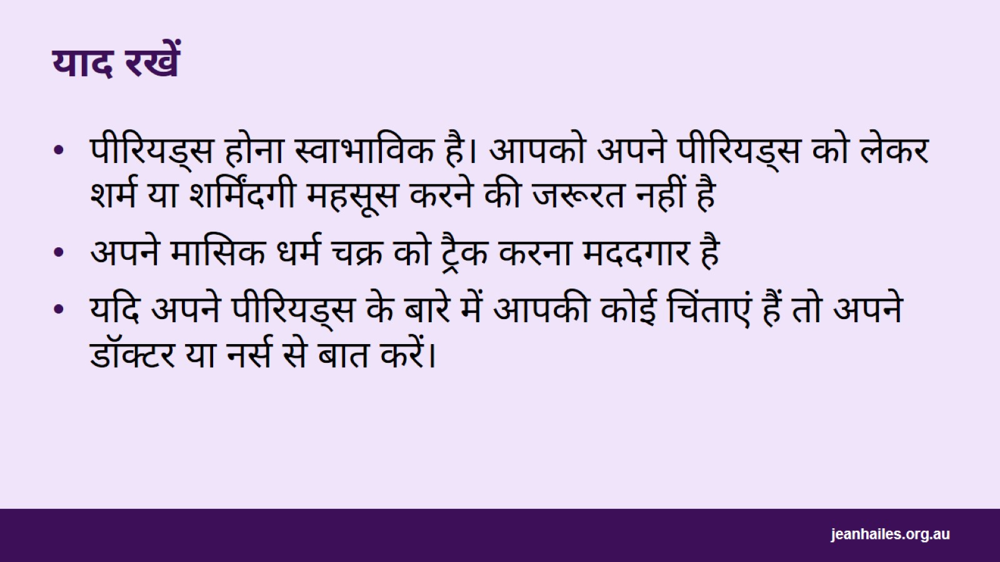 याद रखें
• पीरियड्स होना स्वाभाविक है। आपको अपने पीरियड्स को लेकर
शर्म या शर्मिंदगी महसूस करने की जरूरत नहीं है
• अपने मासिक धर्म चक्र को ट्रैक करना मददगार है
• यदि अपने पीरियड्स के बारे में आपकी कोई चिंताएं हैं तो अपने
डॉक्टर या नर्स से बात करें।
jeanhailes.org.au